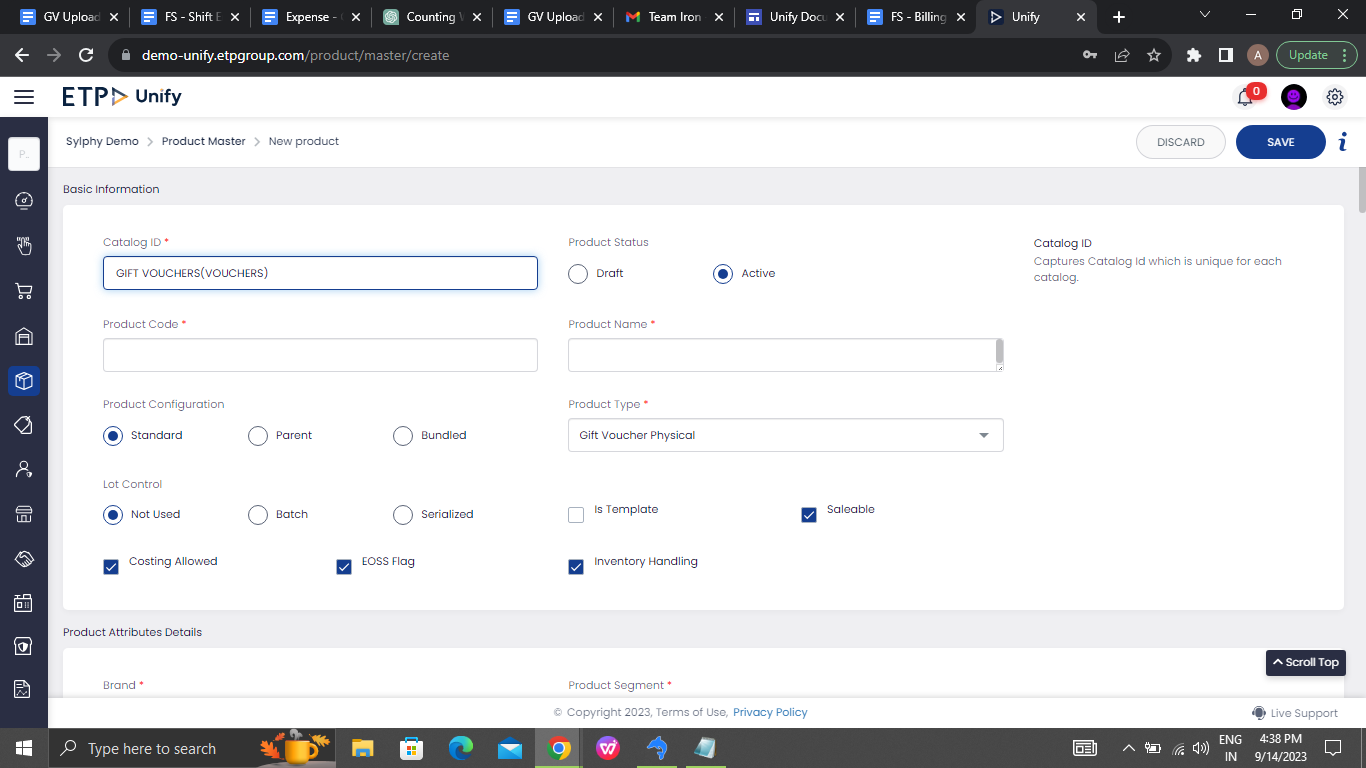 GV Upload
FS - Shift E
Expense -
Counting
GV Upload
Team Iron
Unify Docu
FS - Billing
Unify
demo-unify.etpgroup.com/product/master/create
A
Update
ETP Unify
0
Sylphy Demo > Product Master > New product
DISCARD
SAVE
i
P..
Basic Information
Catalog ID *
Product Status
Catalog ID
GIFT VOUCHERS(VOUCHERS)
Draft
Active
Captures Catalog Id which is unique for each
catalog.
Product Code *
Product Name *
Product Configuration
Product Type *
Standard
Parent
Bundled
Gift Voucher Physical
Lot Control
Not Used
Batch
Serialized
Is Template
Saleable
Costing Allowed
EOSS Flag
Inventory Handling
Product Attributes Details
Scroll Top
Brand *
Product Segment *
© Copyright 2023, Terms of Use, Privacy Policy
Live Support
Type here to search
ENG
IN
4:38 PM
9/14/2023